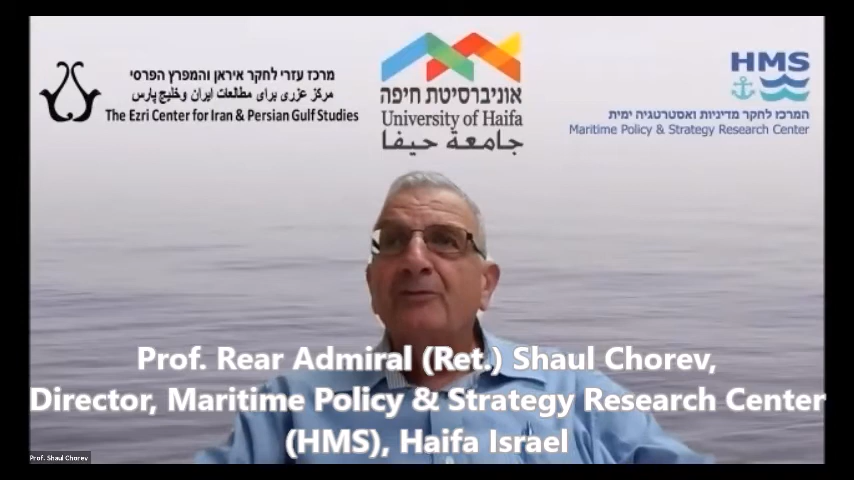 מרכז עזרי לחקר איראן והמפרץ הפרסי
مرکز عزری برای مطالعات ایران وخلیج پارس
The Ezri Center for Iran & Persian Gulf Studies
אוניברסיטת חיפה
University of Haifa
جامعة حيفا
HMS
המרכז לחקר מדיניות ואסטרטגיה ימית
Maritime Policy & Strategy Research Center
Prof. Rear Admiral (Ret.) Shaul Chorev,
Director, Maritime Policy & Strategy Research Center
(HMS), Haifa Israel
Prof. Shaul Chorev